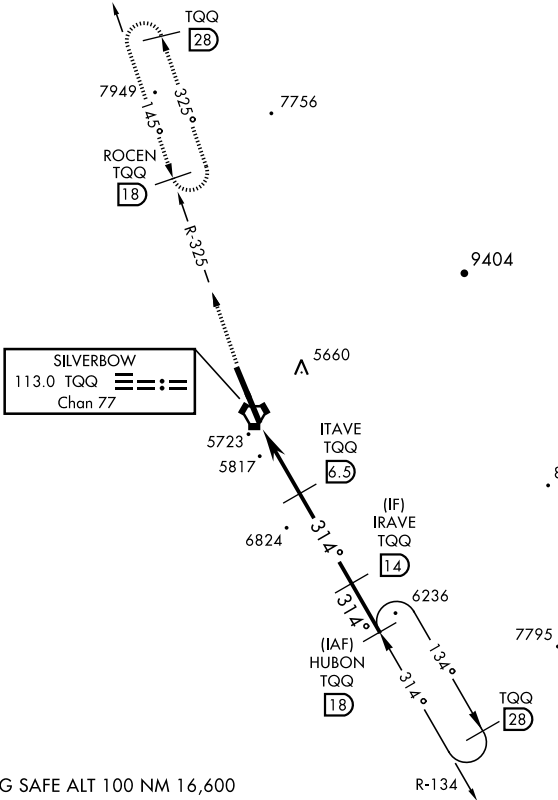 TQQ
28
7949
7756
325°
145°
ROCEN
TQQ
18
R-325
9404
SILVERBOW
113.0 TQQ
Chan 77
5660
5723
5817
ITAVE
TQQ
6.5
6824
314°
(IF)
IRAVE
TQQ
14
314°
6236
(IAF)
HUBON
TQQ
18
7795
134°
314°
TQQ
28
R-134
G SAFE ALT 100 NM 16,600